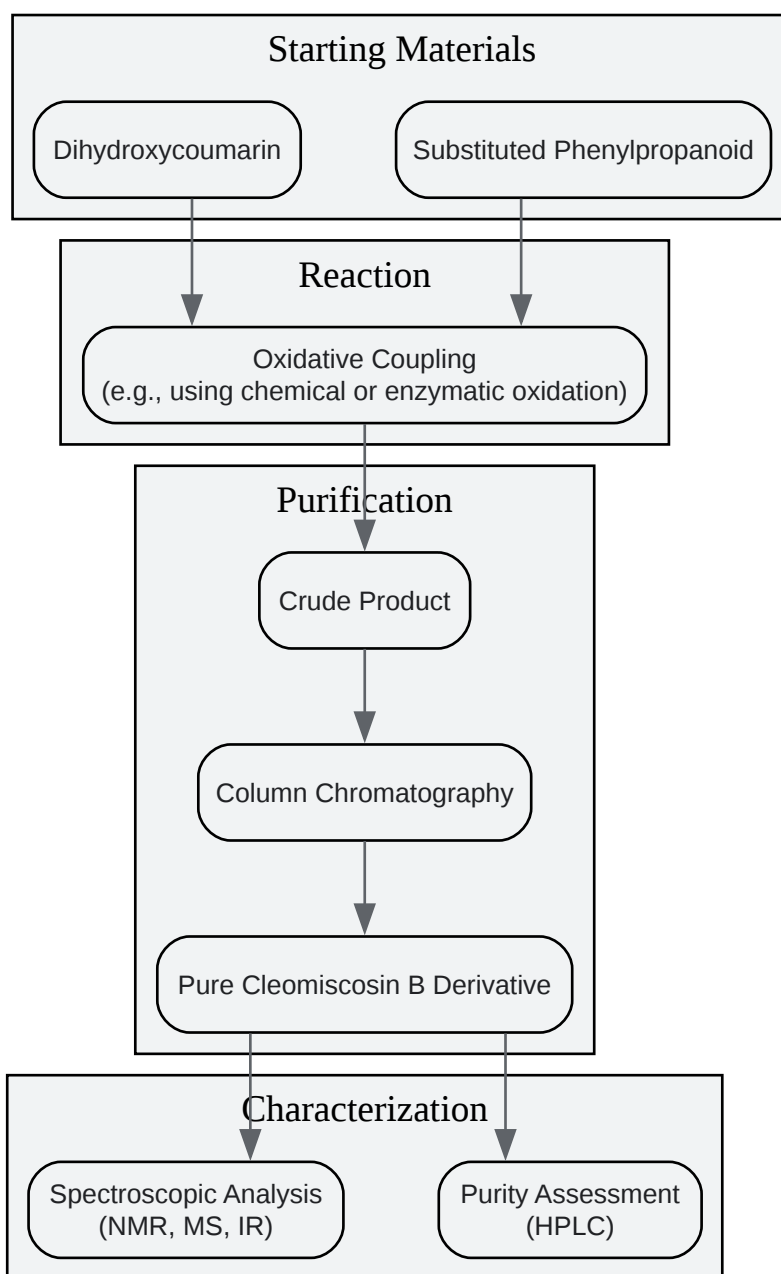 Starting Materials
Dihydroxycoumarin
Substituted Phenylpropanoid
Reaction
Oxidative Coupling
(e.g., using chemical or enzymatic oxidation)
Purification
Crude Product
Column Chromatography
Pure Cleomiscosin B Derivative
Characterization
Spectroscopic Analysis
(NMR, MS, IR)
Purity Assessment
(HPLC)